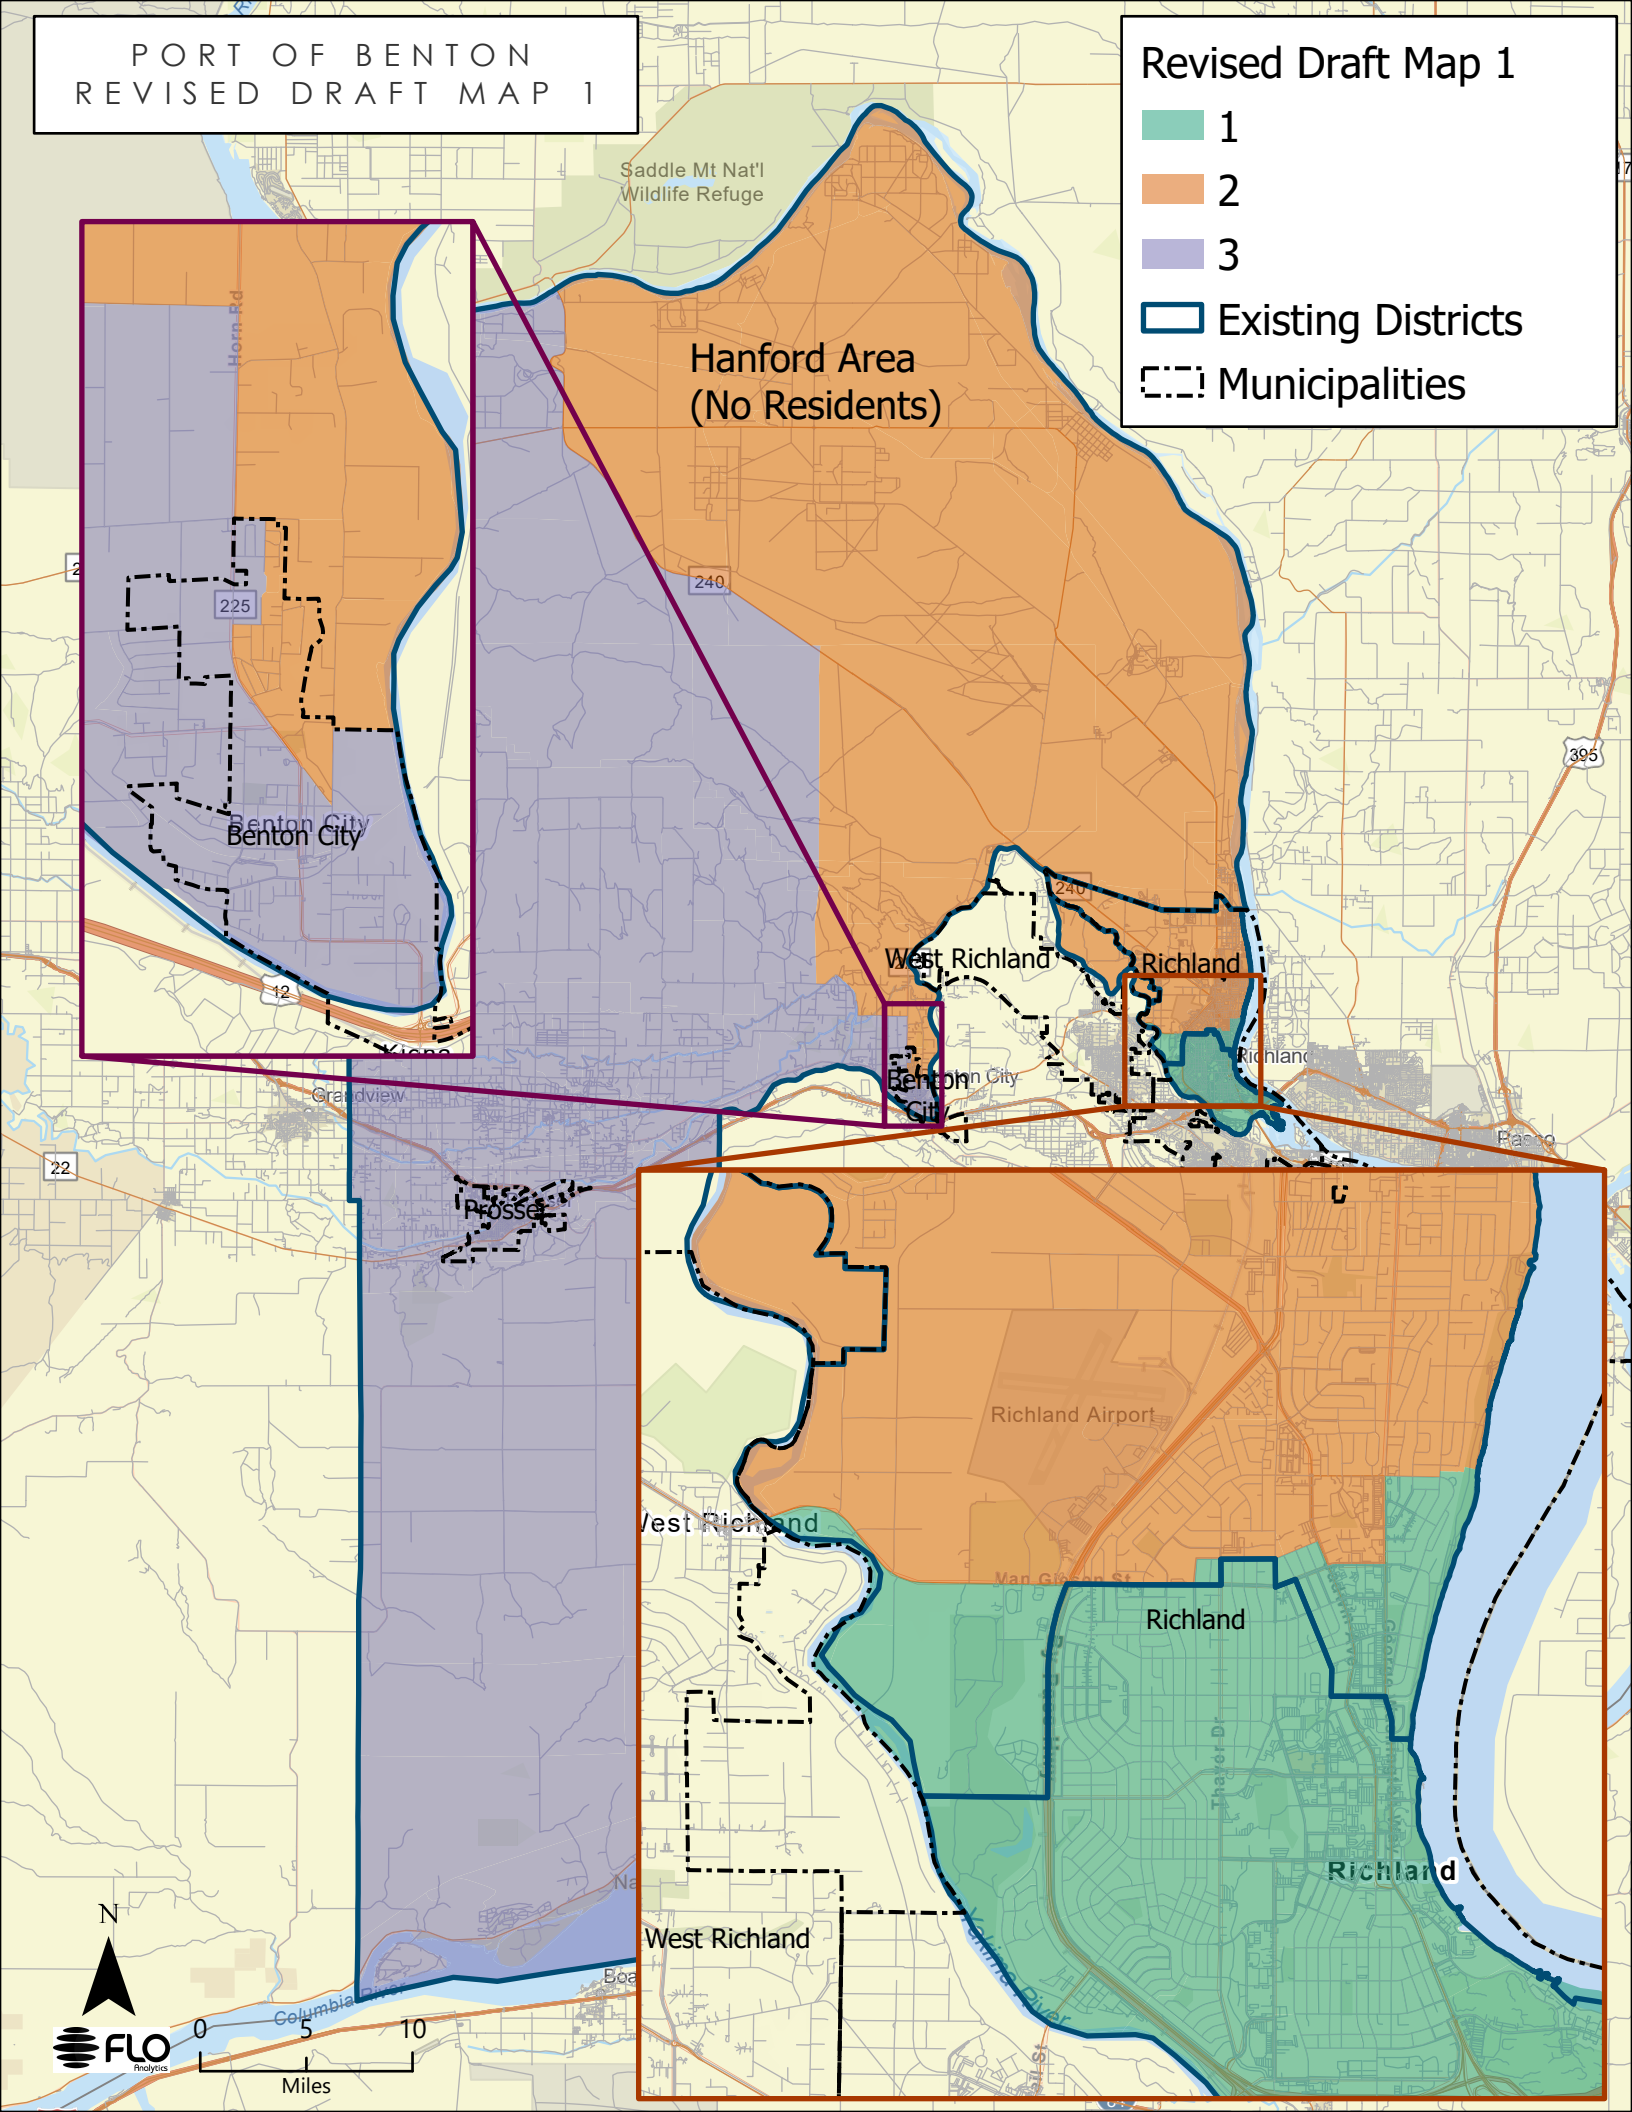 PORT OF BENTON
REVISED DRAFT MAP 1
Revised Draft Map 1
1
2
3
Existing Districts
Municipalities
Saddle Mt Nat'l
Wildlife Refuge
Hanford Area
(No Residents)
Horn Rd
225
Benton City
Benton City
12
Kiona
240
395
240
West Richland
Richland
Richland
Benton
City
Grandview
Pasco
22
Prosser
Richland Airport
West Richland
Van Giesen St
Richland
Thayer Dr
Richland
West Richland
Yakima River
N
Columbia River
FLO
Analytics
0 5 10
Miles